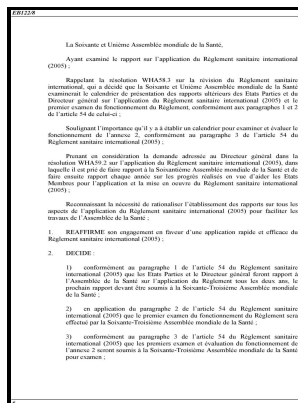 EB122/8
La Soixante et Unième Assemblée mondiale de la Santé,
Ayant examiné le rapport sur l'application du Règlement sanitaire international
(2005) ;
Rappelant la résolution WHA58.3 sur la révision du Règlement sanitaire
international, qui a décidé que la Soixante et Unième Assemblée mondiale de la Santé
examinerait le calendrier de présentation des rapports ultérieurs des Etats Parties et du
Directeur général sur l'application du Règlement sanitaire international (2005) et le
premier examen du fonctionnement du Règlement, conformément aux paragraphes 1 et 2
de l'article 54 de celui-ci ;
Soulignant l'importance qu'il y a à établir un calendrier pour examiner et évaluer le
fonctionnement de l'annexe 2, conformément au paragraphe 3 de l'article 54 du
Règlement sanitaire international (2005) ;
Prenant en considération la demande adressée au Directeur général dans la
résolution WHA59.2 sur l'application du Règlement sanitaire international (2005), dans
laquelle il est prié de faire rapport à la Soixantième Assemblée mondiale de la Santé et de
faire ensuite rapport chaque année sur les progrès réalisés en vue d'aider les Etats
Membres pour l'application et la mise en oeuvre du Règlement sanitaire international
(2005) ;
Reconnaissant la nécessité de rationaliser l'établissement des rapports sur tous les
aspects de l'application du Règlement sanitaire international (2005) pour faciliter les
travaux de l'Assemblée de la Santé ;
1. REAFFIRME son engagement en faveur d'une application rapide et efficace du
Règlement sanitaire international (2005) ;
2. DECIDE :
1) conformément au paragraphe 1 de l'article 54 du Règlement sanitaire
international (2005) que les Etats Parties et le Directeur général feront rapport à
l'Assemblée de la Santé sur l'application du Règlement tous les deux ans, le
prochain rapport devant être soumis à la Soixante-Troisième Assemblée mondiale
de la Santé ;
2) en application du paragraphe 2 de l'article 54 du Règlement sanitaire
international (2005) que le premier examen du fonctionnement du Règlement sera
effectué par la Soixante-Troisième Assemblée mondiale de la Santé ;
3) conformément au paragraphe 3 de l'article 54 du Règlement sanitaire
international (2005) que les premiers examen et évaluation du fonctionnement de
l'annexe 2 seront soumis à la Soixante-Troisième Assemblée mondiale de la Santé
pour examen ;